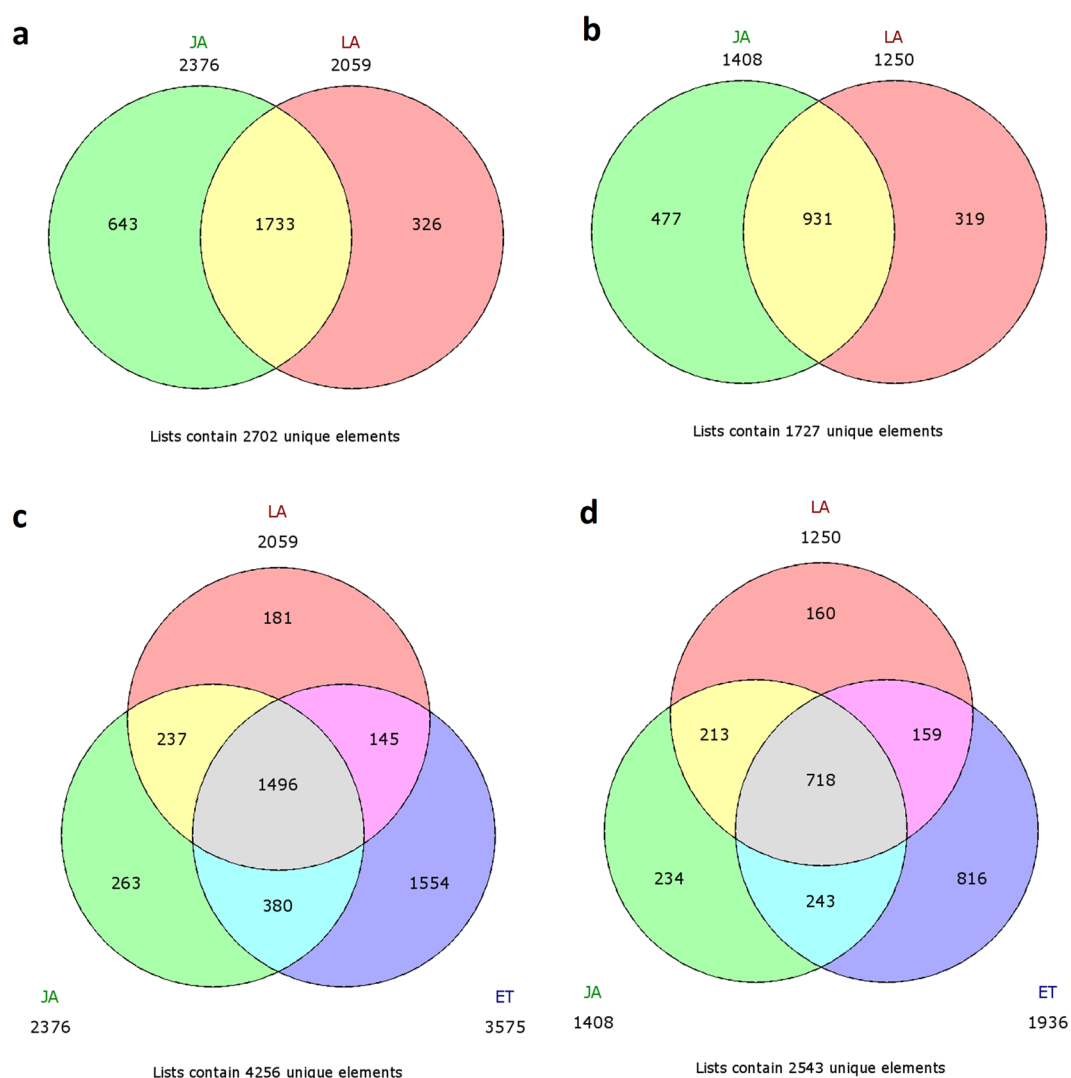 a
JA
2376
LA
2059
643
1733
326
Lists contain 2702 unique elements
b
JA
1408
LA
1250
477
931
319
Lists contain 1727 unique elements
c
LA
2059
181
237
145
1496
263
380
1554
JA
2376
ET
3575
Lists contain 4256 unique elements
d
LA
1250
160
213
159
718
234
243
816
JA
1408
ET
1936
Lists contain 2543 unique elements